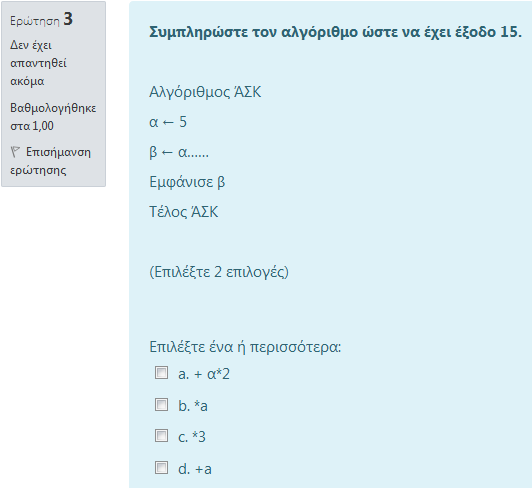 Ερώτηση 3
Δεν έχει
απαντηθεί
ακόμα
Βαθμολογήθηκε
στα 1,00
Επισήμανση
ερώτησης
Συμπληρώστε τον αλγόριθμο ώστε να έχει έξοδο 15.
Αλγόριθμος ΆΣΚ
α ← 5
β ← α......
Εμφάνισε β
Τέλος ΆΣΚ
(Επιλέξτε 2 επιλογές)
Επιλέξτε ένα ή περισσότερα:
a. + α*2
b. *a
c. *3
d. +a